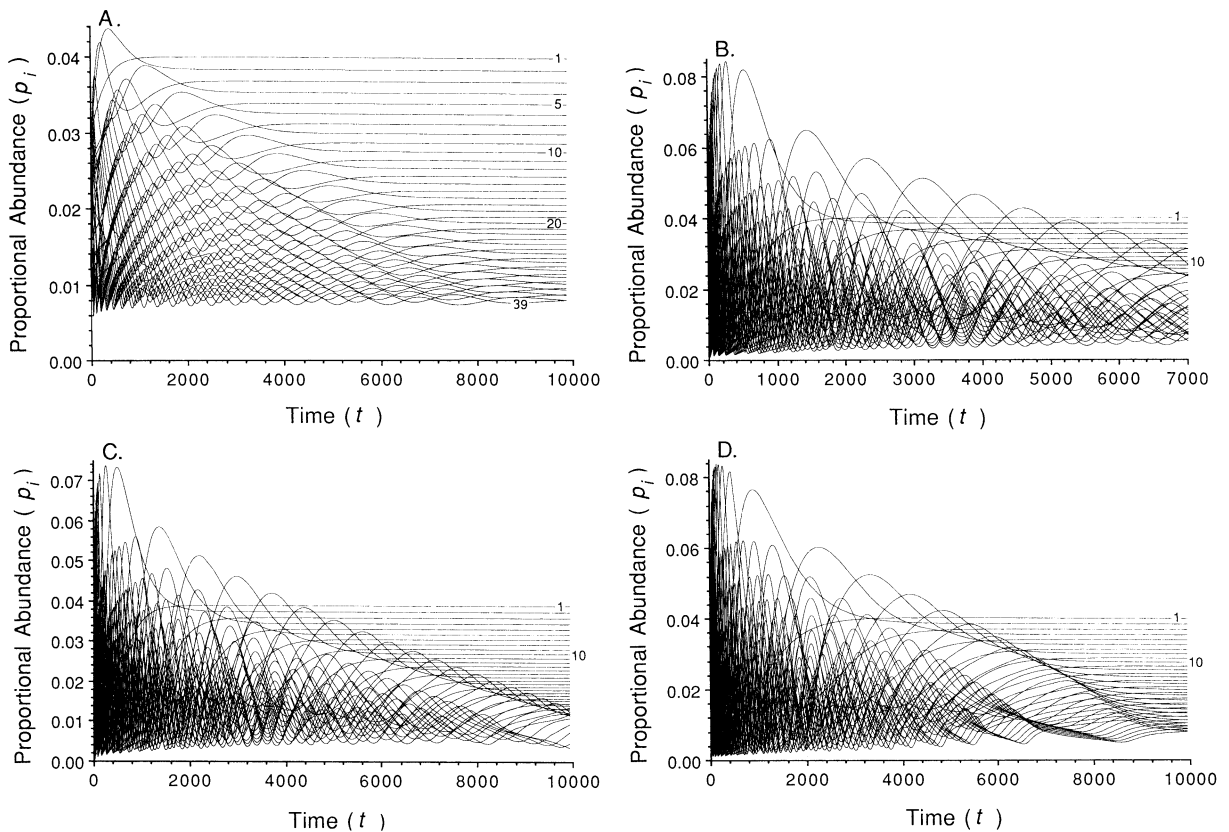 A.
Proportional Abundance (p_i)
0.04
0.03
0.02
0.01
0.00
1
5
10
20
39
0 2000 4000 6000 8000 10000
Time (t)
B.
Proportional Abundance (p_i)
0.08
0.06
0.04
0.02
0.00
1
10
0 1000 2000 3000 4000 5000 6000 7000
Time (t)
C.
Proportional Abundance (p_i)
0.07
0.06
0.05
0.04
0.03
0.02
0.01
0.00
1
10
0 2000 4000 6000 8000 10000
Time (t)
D.
Proportional Abundance (p_i)
0.08
0.06
0.04
0.02
0.00
1
10
0 2000 4000 6000 8000 10000
Time (t)